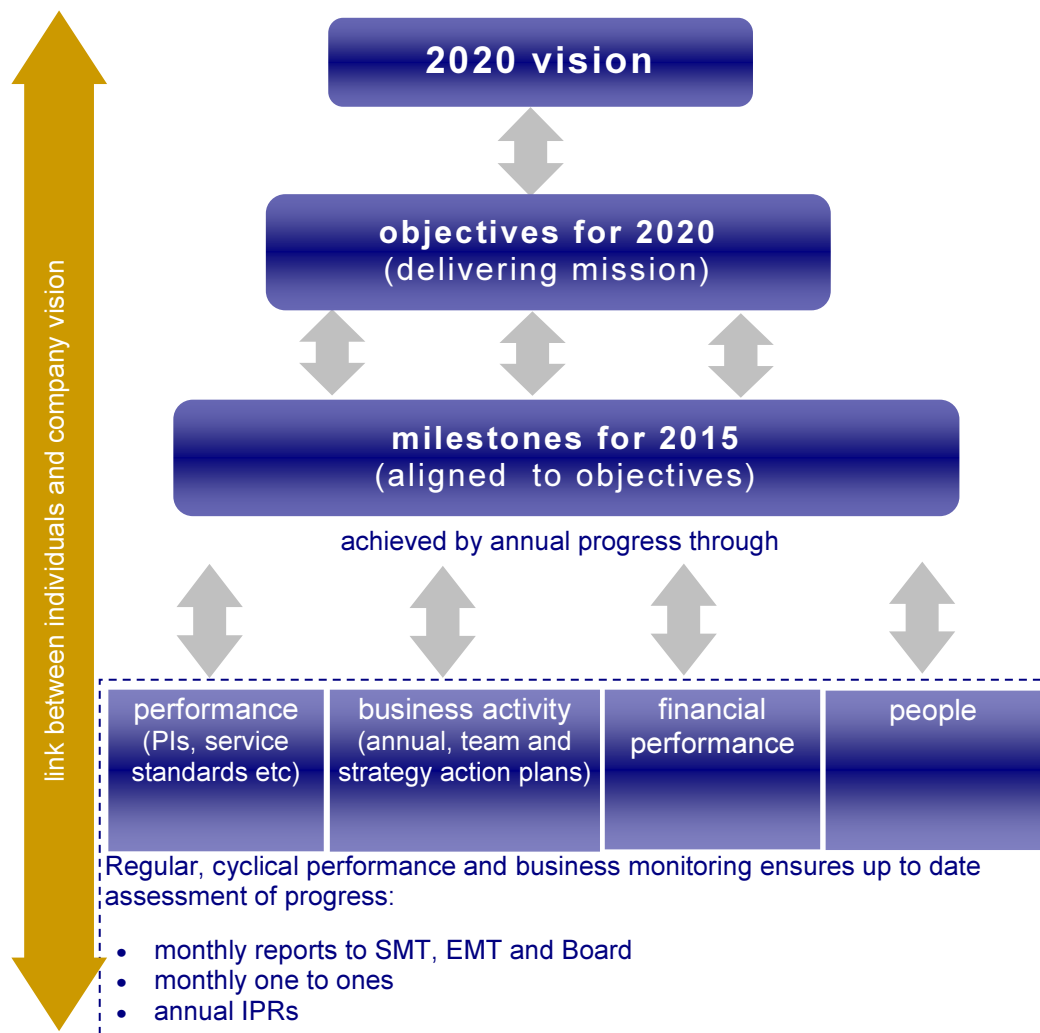 2020 vision
objectives for 2020
(delivering mission)
milestones for 2015
(aligned to objectives)
achieved by annual progress through
link between individuals and company vision
performance
(PIs, service
standards etc)
business activity
(annual, team and
strategy action plans)
financial
performance
people
Regular, cyclical performance and business monitoring ensures up to date
assessment of progress:
• monthly reports to SMT, EMT and Board
• monthly one to ones
• annual IPRs